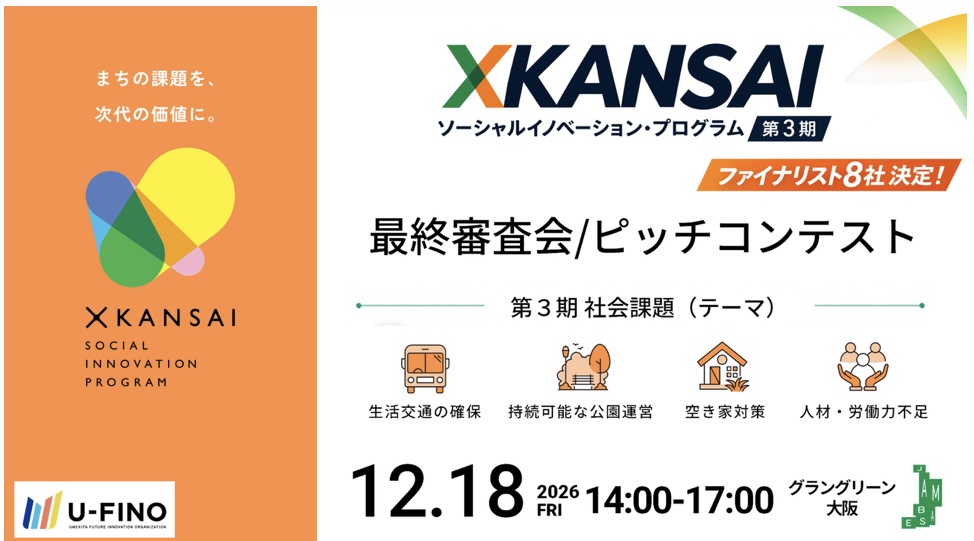 まちの課題を、
次代の価値に。
XKANSAI
SOCIAL
INNOVATION
PROGRAM
U-FINO
UMEKITA FUTURE INNOVATION ORGANIZATION
XKANSAI
ソーシャルイノベーション・プログラム 第3期
ファイナリスト8社 決定!
最終審査会/ピッチコンテスト
第3期 社会課題（テーマ）
生活交通の確保 持続可能な公園運営 空き家対策 人材・労働力不足
12.18 2026 FRI 14:00-17:00 グラングリーン大阪
JAM BASE